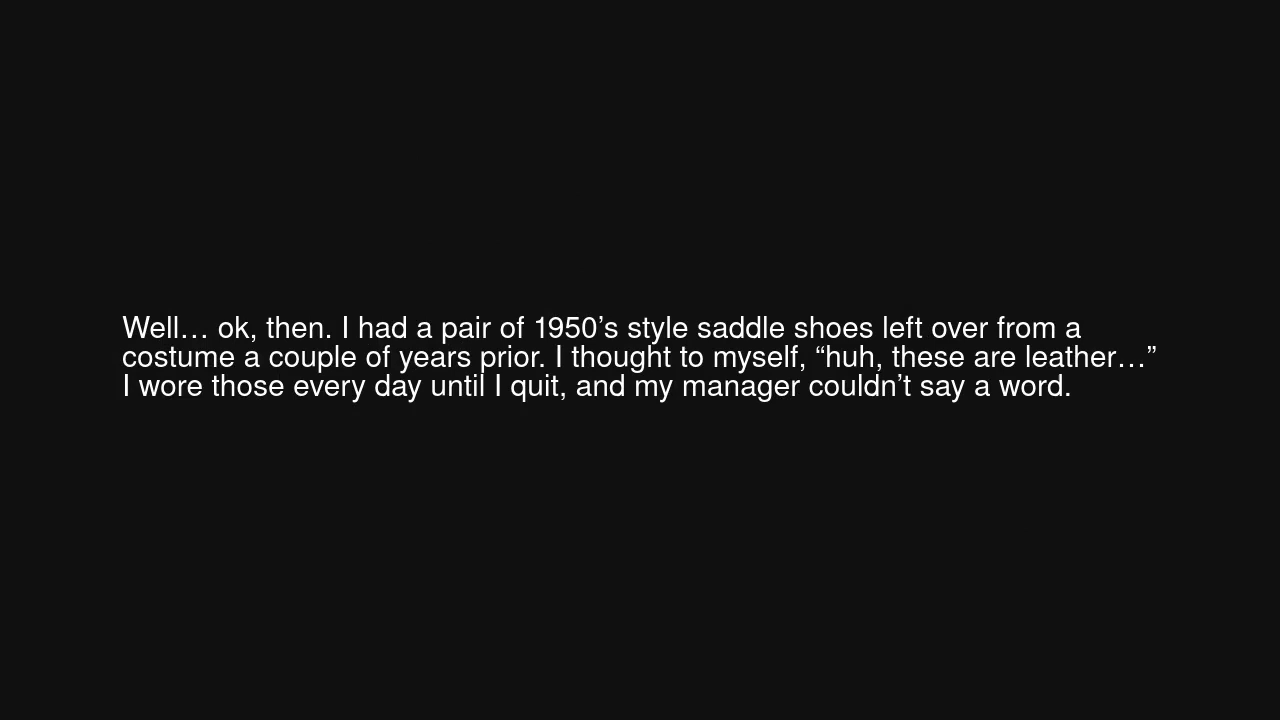 Well… ok, then. I had a pair of 1950’s style saddle shoes left over from a
costume a couple of years prior. I thought to myself, “huh, these are leather…”
I wore those every day until I quit, and my manager couldn’t say a word.